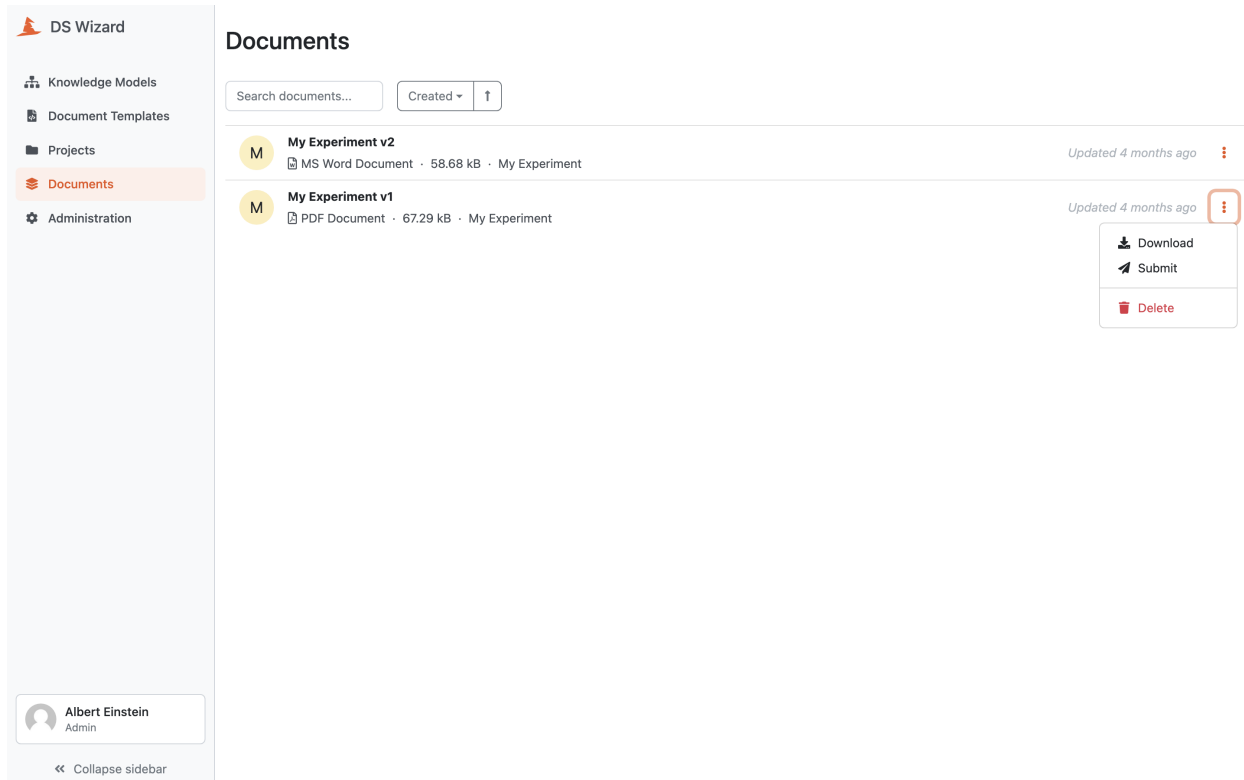 DS Wizard
Knowledge Models
Document Templates
Projects
Documents
Administration
Albert Einstein
Admin
Collapse sidebar
Documents
Search documents...
Created
M
My Experiment v2
MS Word Document · 58.68 kB · My Experiment
Updated 4 months ago
M
My Experiment v1
PDF Document · 67.29 kB · My Experiment
Updated 4 months ago
Download
Submit
Delete